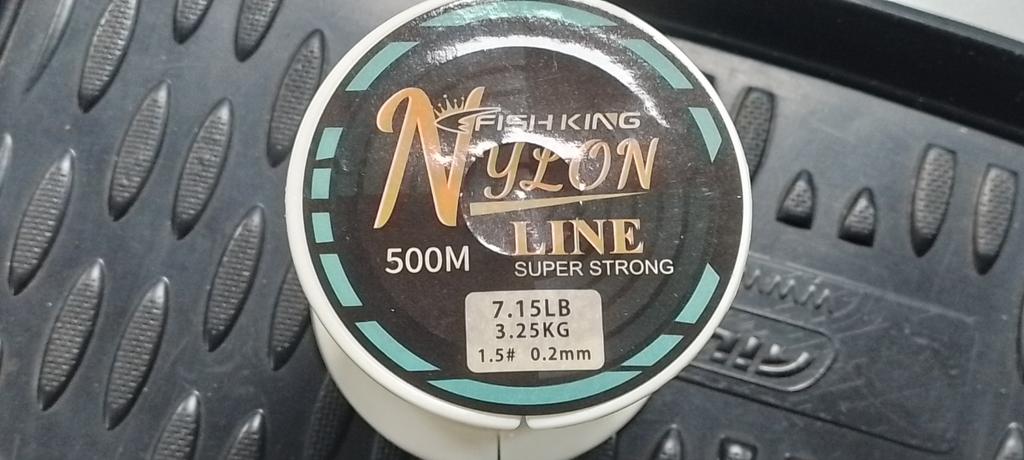 FISH KING
NYLON
LINE
500M
SUPER STRONG
7.15LB
3.25KG
1.5# 0.2mm